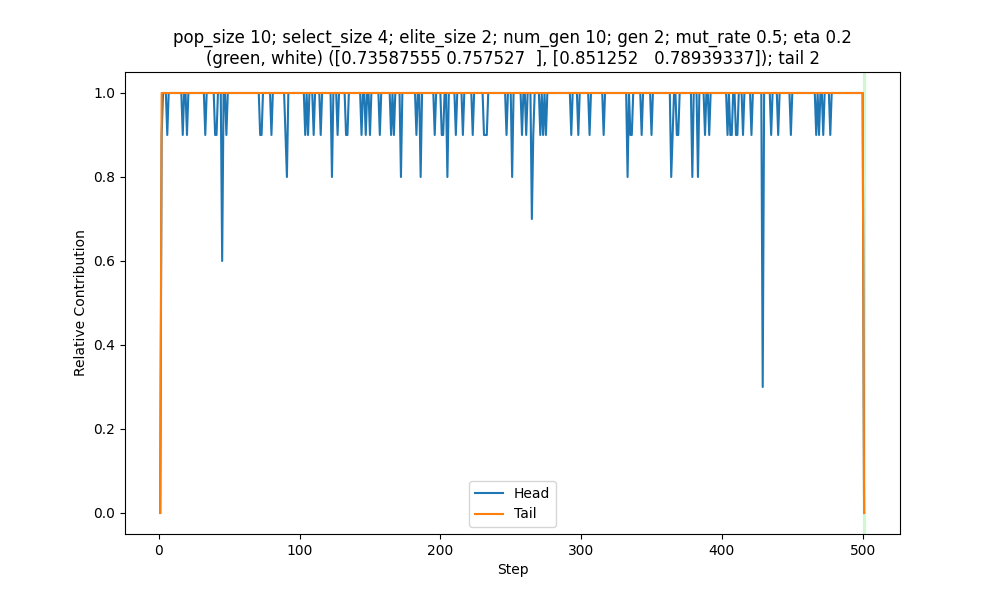 pop_size 10; select_size 4; elite_size 2; num_gen 10; gen 2; mut_rate 0.5; eta 0.2
(green, white) ([0.73587555 0.757527  ], [0.851252   0.78939337]); tail 2
1.0
0.8
0.6
0.4
0.2
0.0
Relative Contribution
Head
Tail
0 100 200 300 400 500
Step